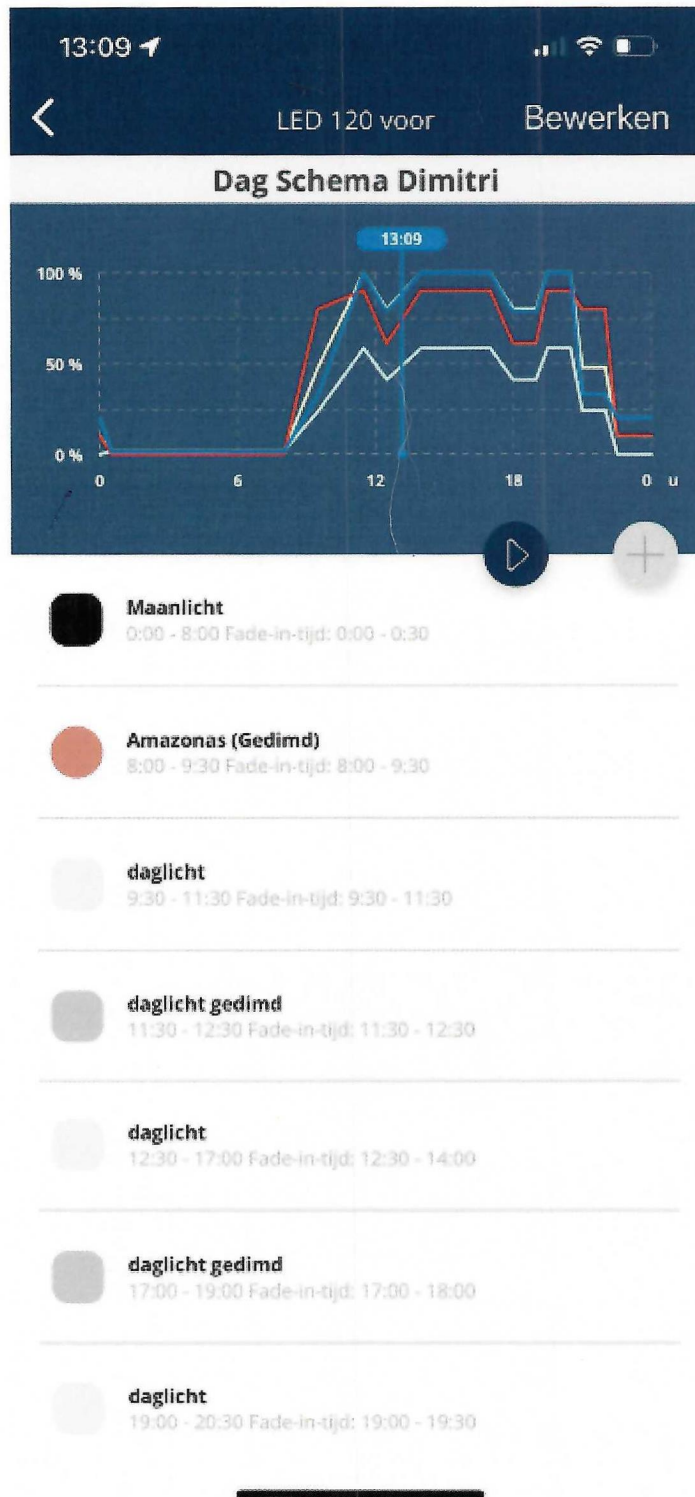 13:09
LED 120 voor
Bewerken
Dag Schema Dimitri
13:09
100 %
50 %
0 %
0 6 12 18 0 u
Maanlicht
0:00 - 8:00 Fade-in-tijd: 0:00 - 0:30
Amazonas (Gedimd)
8:00 - 9:30 Fade-in-tijd: 8:00 - 9:30
daglicht
9:30 - 11:30 Fade-in-tijd: 9:30 - 11:30
daglicht gedimd
11:30 - 12:30 Fade-in-tijd: 11:30 - 12:30
daglicht
12:30 - 17:00 Fade-in-tijd: 12:30 - 14:00
daglicht gedimd
17:00 - 19:00 Fade-in-tijd: 17:00 - 18:00
daglicht
19:00 - 20:30 Fade-in-tijd: 19:00 - 19:30